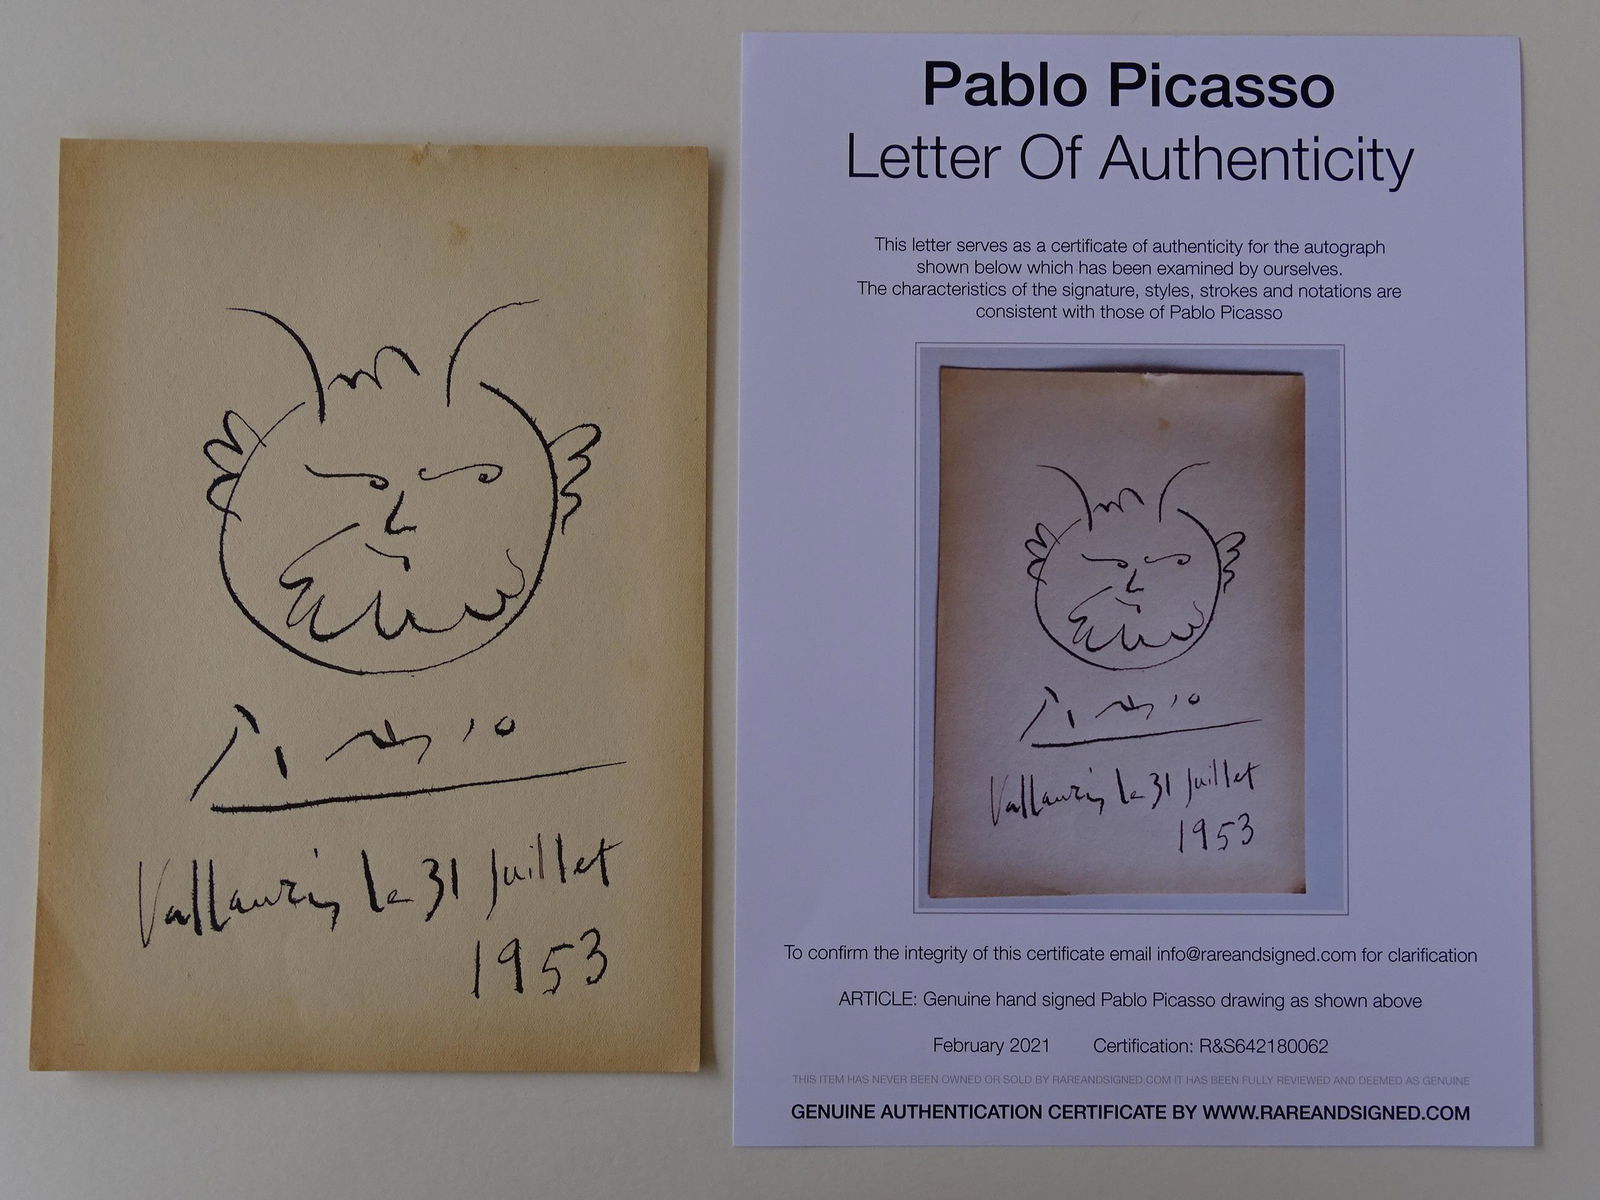 Picasso
Vallauris le 31 Juillet
1953
Pablo Picasso
Letter Of Authenticity
This letter serves as a certificate of authenticity for the autograph
shown below which has been examined by ourselves.
The characteristics of the signature, styles, strokes and notations are
consistent with those of Pablo Picasso
Picasso
Vallauris le 31 Juillet
1953
To confirm the integrity of this certificate email info@rareandsigned.com for clarification
ARTICLE: Genuine hand signed Pablo Picasso drawing as shown above
February 2021 Certification: R&S642180062
THIS ITEM HAS NEVER BEEN OWNED OR SOLD BY RAREANDSIGNED.COM IT HAS BEEN FULLY REVIEWED AND DEEMED AS GENUINE
GENUINE AUTHENTICATION CERTIFICATE BY WWW.RAREANDSIGNED.COM